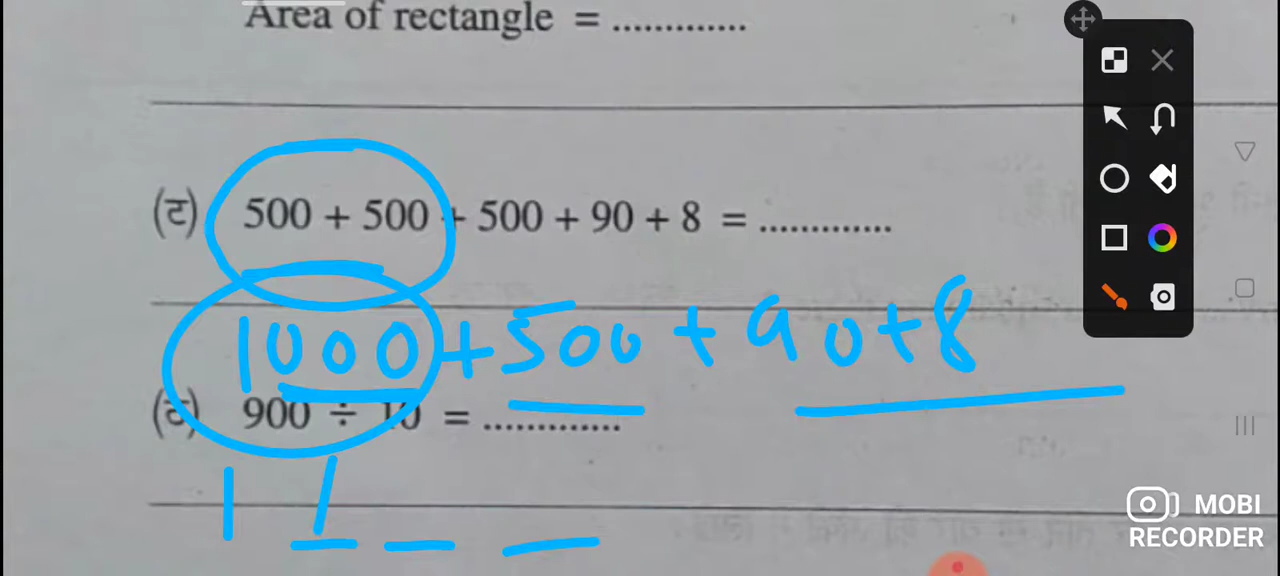 Area of rectangle = .............
(ट) 500 + 500 + 500 + 90 + 8 = .............
1000 + 500 + 90 + 8
(ठ) 900 ÷ 10 = .............
1 1 _ _ _
MOBI
RECORDER